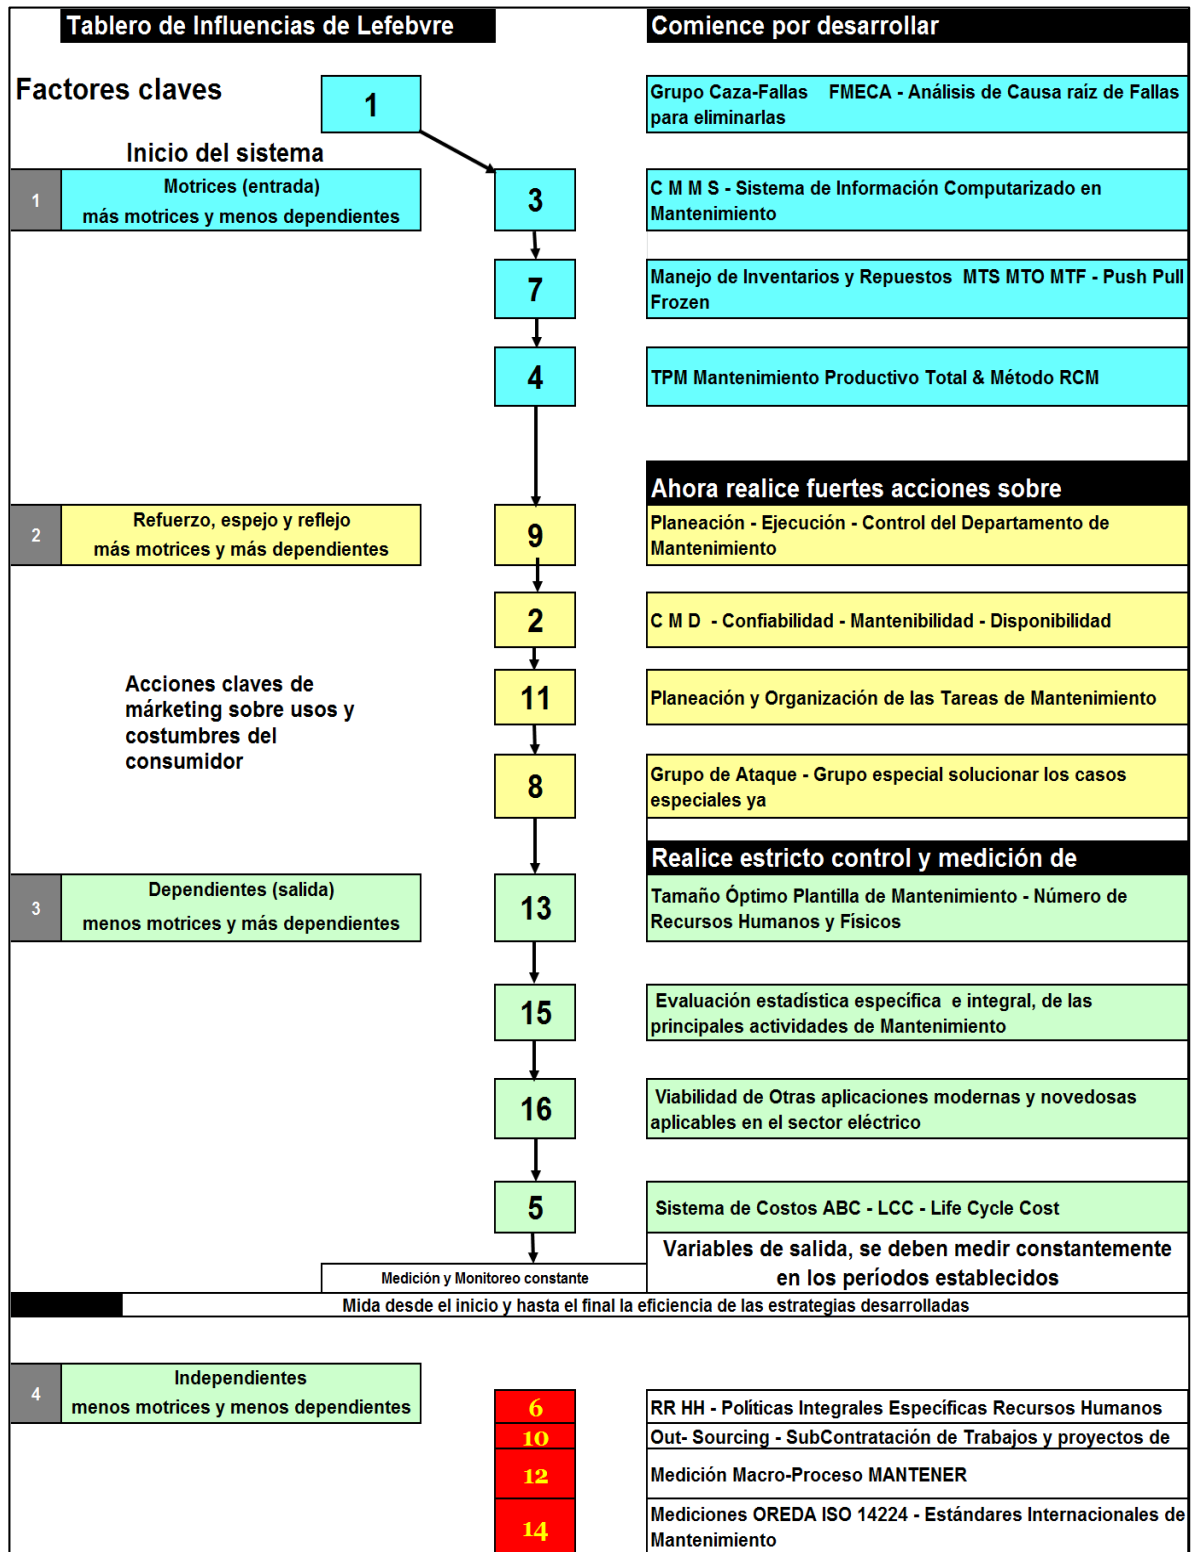 Tablero de Influencias de Lefebvre
Comience por desarrollar
Factores claves
1
Grupo Caza-Fallas FMECA - Análisis de Causa raíz de Fallas
para eliminarlas
Inicio del sistema
1
Motrices (entrada)
más motrices y menos dependientes
3
C M M S - Sistema de Información Computarizado en
Mantenimiento
7
Manejo de Inventarios y Repuestos MTS MTO MTF - Push Pull
Frozen
4
TPM Mantenimiento Productivo Total & Método RCM
Ahora realice fuertes acciones sobre
2
Refuerzo, espejo y reflejo
más motrices y más dependientes
9
Planeación - Ejecución - Control del Departamento de
Mantenimiento
2
C M D - Confiabilidad - Mantenibilidad - Disponibilidad
Acciones claves de
márketing sobre usos y
costumbres del
consumidor
11
Planeación y Organización de las Tareas de Mantenimiento
8
Grupo de Ataque - Grupo especial solucionar los casos
especiales ya
Realice estricto control y medición de
3
Dependientes (salida)
menos motrices y más dependientes
13
Tamaño Óptimo Plantilla de Mantenimiento - Número de
Recursos Humanos y Físicos
15
Evaluación estadística específica e integral, de las
principales actividades de Mantenimiento
16
Viabilidad de Otras aplicaciones modernas y novedosas
aplicables en el sector eléctrico
5
Sistema de Costos ABC - LCC - Life Cycle Cost
Variables de salida, se deben medir constantemente
en los períodos establecidos
Medición y Monitoreo constante
Mida desde el inicio y hasta el final la eficiencia de las estrategias desarrolladas
4
Independientes
menos motrices y menos dependientes
6
RR HH - Políticas Integrales Específicas Recursos Humanos
10
Out- Sourcing - SubContratación de Trabajos y proyectos de
12
Medición Macro-Proceso MANTENER
14
Mediciones OREDA ISO 14224 - Estándares Internacionales de
Mantenimiento